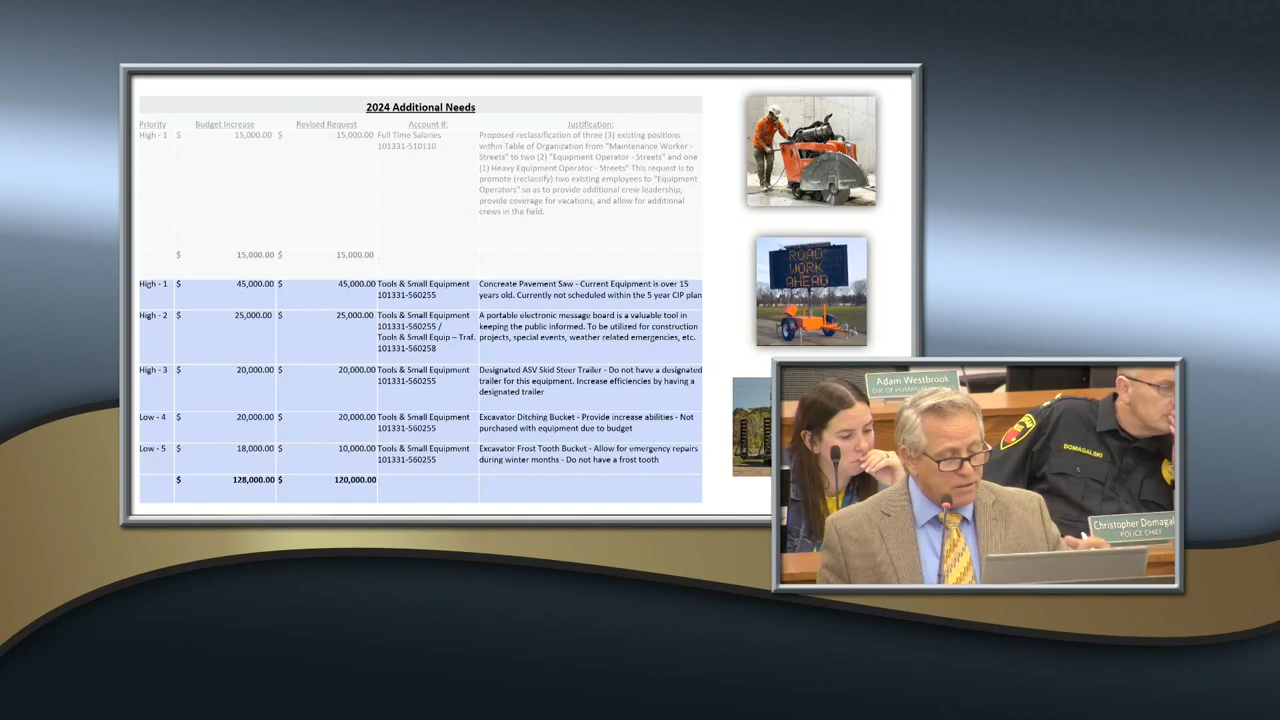 2024 Additional Needs
Priority Budget Increase Revised Request Account #: Justification:
High - 1 $ 15,000.00 $ 15,000.00 Full Time Salaries Proposed reclassification of three (3) existing positions
101331-510110 within Table of Organization from "Maintenance Worker -
Streets" to two (2) "Equipment Operator - Streets" and one
(1) Heavy Equipment Operator - Streets" This request is to
promote (reclassify) two existing employees to "Equipment
Operators" so as to provide additional crew leadership,
provide coverage for vacations, and allow for additional
crews in the field.
$ 15,000.00 $ 15,000.00
High - 1 $ 45,000.00 $ 45,000.00 Tools & Small Equipment Concreate Pavement Saw - Current Equipment is over 15
101331-560255 years old. Currently not scheduled within the 5 year CIP plan
High - 2 $ 25,000.00 $ 25,000.00 Tools & Small Equipment A portable electronic message board is a valuable tool in
101331-560255 / keeping the public informed. To be utilized for construction
Tools & Small Equip – Traf. projects, special events, weather related emergencies, etc.
101331-560258
High - 3 $ 20,000.00 $ 20,000.00 Tools & Small Equipment Designated ASV Skid Steer Trailer - Do not have a designated
101331-560255 trailer for this equipment. Increase efficiencies by having a
designated trailer
Low - 4 $ 20,000.00 $ 20,000.00 Tools & Small Equipment Excavator Ditching Bucket - Provide increase abilities - Not
101331-560255 purchased with equipment due to budget
Low - 5 $ 18,000.00 $ 10,000.00 Tools & Small Equipment Excavator Frost Tooth Bucket - Allow for emergency repairs
101331-560255 during winter months - Do not have a frost tooth
$ 128,000.00 $ 120,000.00
ROAD
WORK
AHEAD
Adam Westbrook
DOMAGALSKI
Christopher Domagal
POLICE CHIEF